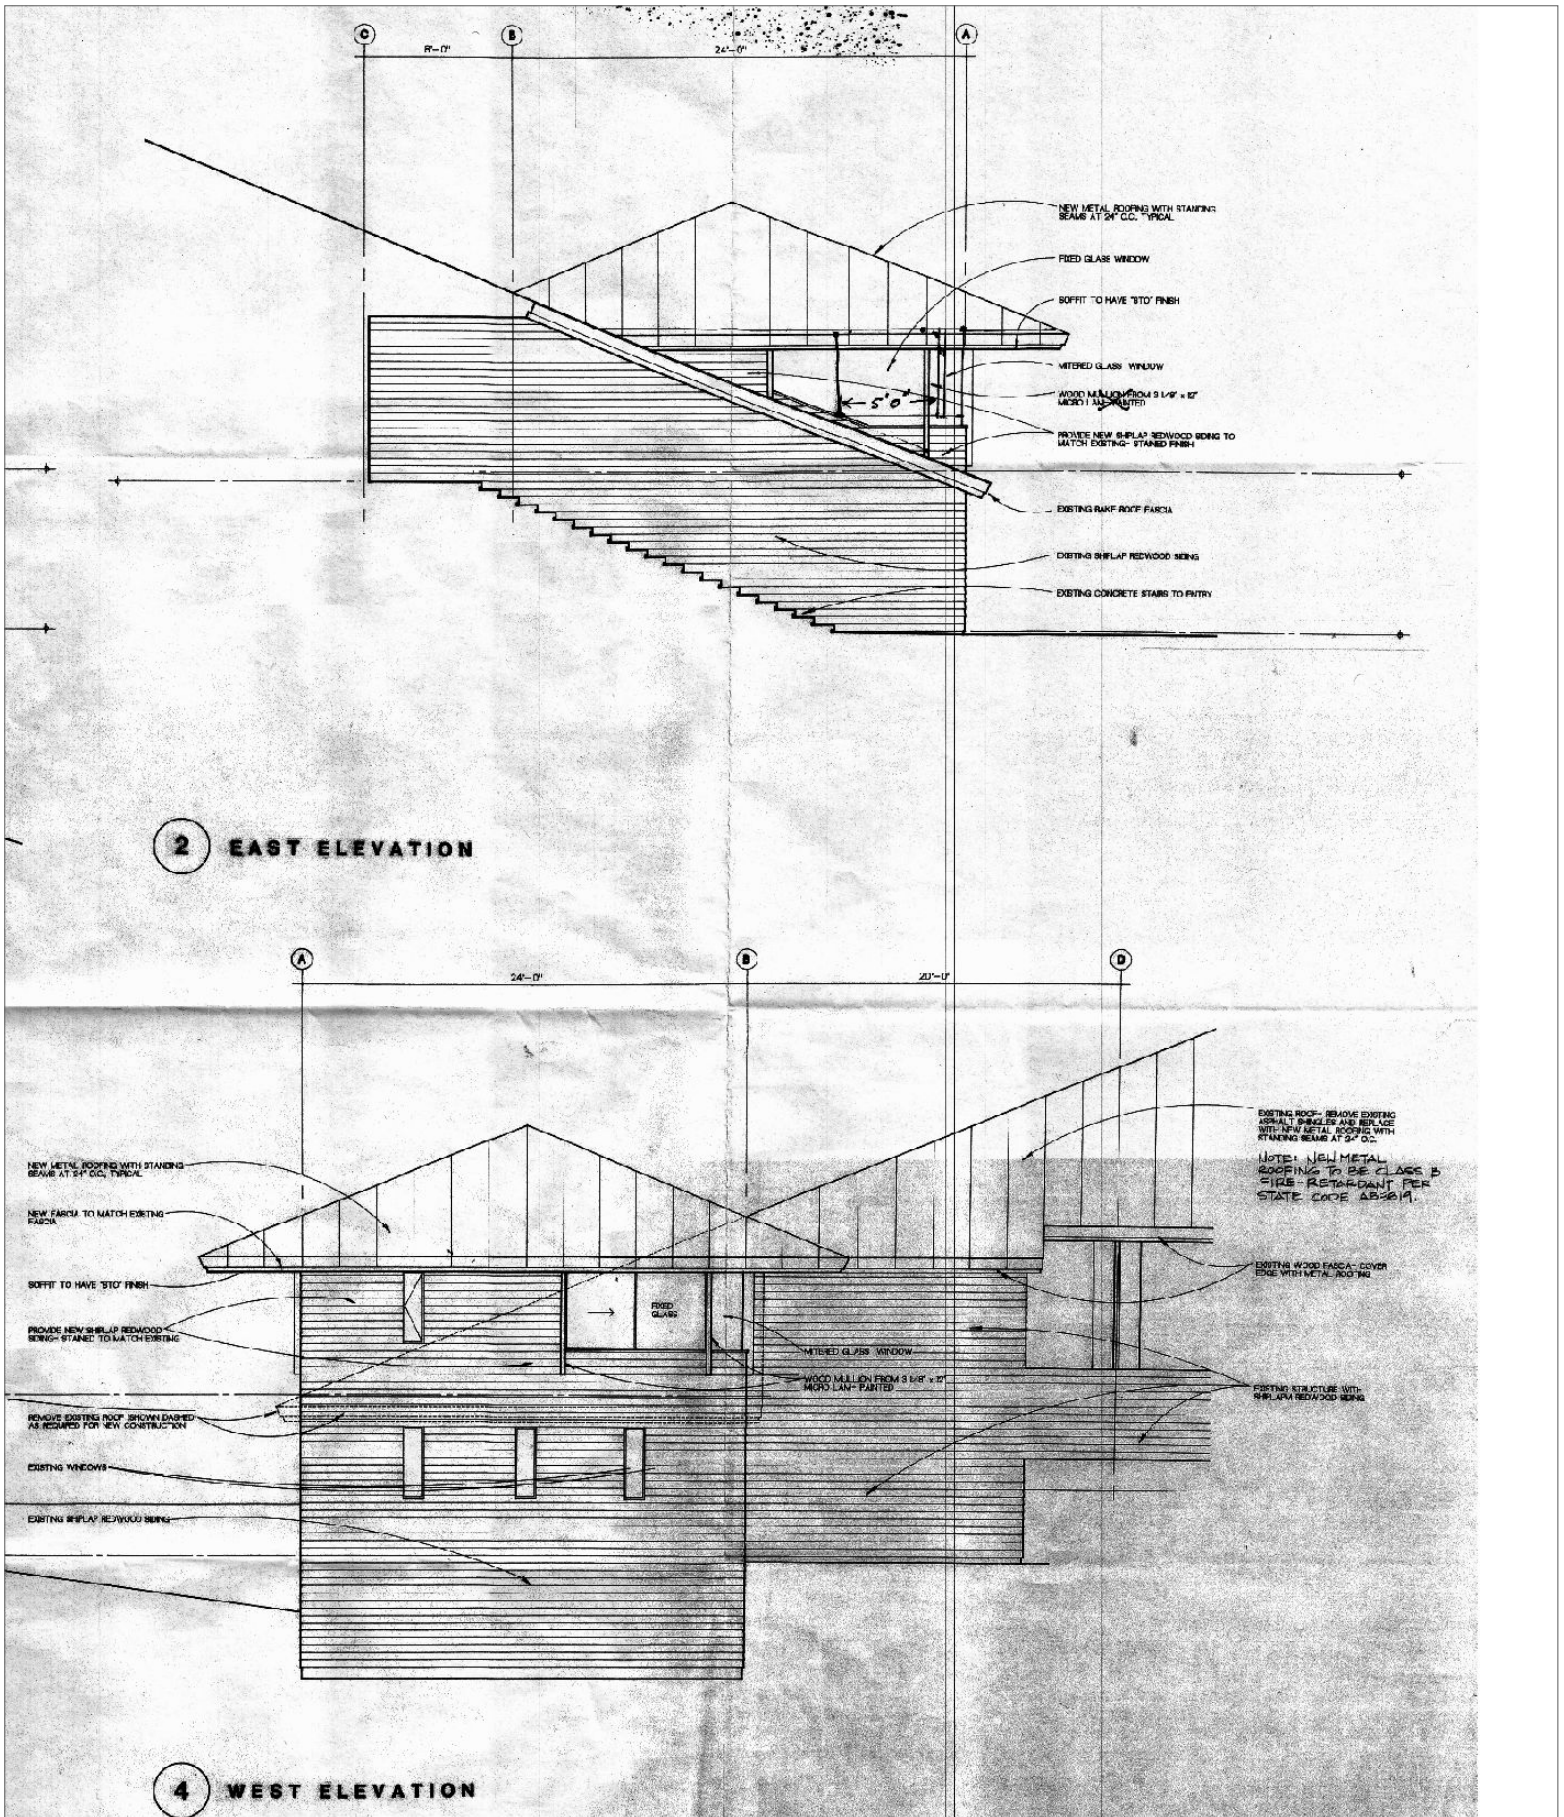 C
B
A
8'-0"
24'-0"
NEW METAL ROOFING WITH STANDING
SEAMS AT 24" O.C. TYPICAL
FIXED GLASS WINDOW
SOFFIT TO HAVE "STO" FINISH
MITERED GLASS WINDOW
WOOD MULLION FROM 3 1/8" x 12"
MICRO LAM- PAINTED
5'0"
PROVIDE NEW SHIPLAP REDWOOD SIDING TO
MATCH EXISTING- STAINED FINISH
EXISTING RAKE ROOF FASCIA
EXISTING SHIPLAP REDWOOD SIDING
EXISTING CONCRETE STAIRS TO ENTRY
2 EAST ELEVATION
A
B
D
24'-0"
20'-0"
EXISTING ROOF- REMOVE EXISTING
ASPHALT SHINGLES AND REPLACE
WITH NEW METAL ROOFING WITH
STANDING SEAMS AT 24" O.C.
NOTE: NEW METAL
ROOFING TO BE CLASS B
FIRE-RETARDANT PER
STATE CODE
NEW METAL ROOFING WITH STANDING
SEAMS AT 24" O.C. TYPICAL
NEW FASCIA TO MATCH EXISTING
FASCIA
SOFFIT TO HAVE "STO" FINISH
PROVIDE NEW SHIPLAP REDWOOD
SIDING- STAINED TO MATCH EXISTING
FIXED
GLASS
EXISTING WOOD FASCIA- COVER
EDGE WITH METAL ROOFING
MITERED GLASS WINDOW
WOOD MULLION FROM 3 1/8" x 12"
MICRO LAM- PAINTED
EXISTING STRUCTURE WITH
REDWOOD SIDING
REMOVE EXISTING ROOF (SHOWN DASHED
AS REQUIRED FOR NEW CONSTRUCTION
EXISTING WINDOWS
EXISTING SHIPLAP REDWOOD SIDING
4 WEST ELEVATION